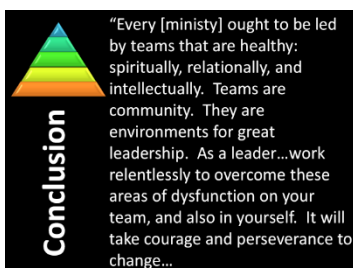 “Every [ministy] ought to be led
by teams that are healthy:
spiritually, relationally, and
intellectually.  Teams are
community.  They are
environments for great
leadership.  As a leader…work
relentlessly to overcome these
areas of dysfunction on your
team, and also in yourself.  It will
take courage and perseverance to
change…
Conclusion